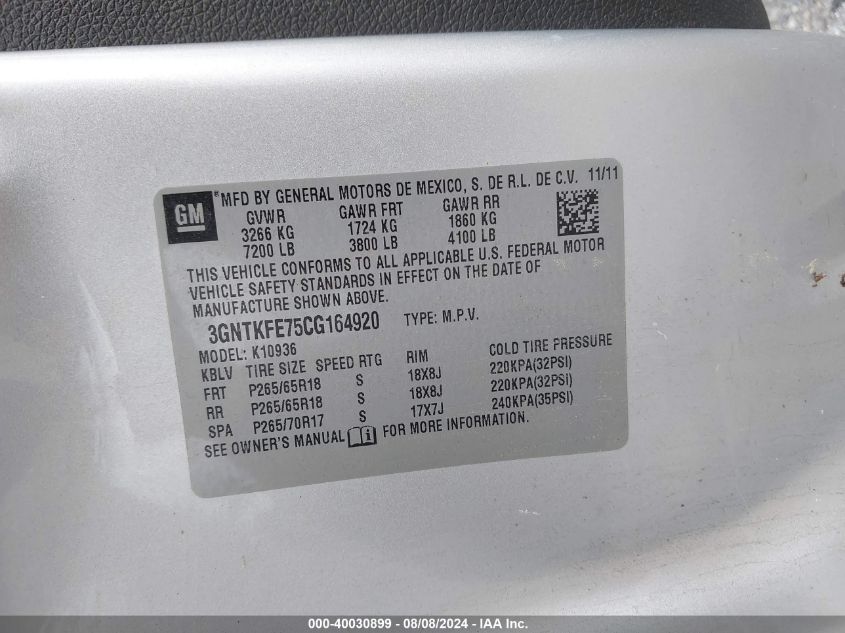 GM
® MFD BY GENERAL MOTORS DE MEXICO, S. DE R.L. DE C.V. 11/11
GVWR GAWR FRT GAWR RR
3266 KG 1724 KG 1860 KG
7200 LB 3800 LB 4100 LB
THIS VEHICLE CONFORMS TO ALL APPLICABLE U.S. FEDERAL MOTOR
VEHICLE SAFETY STANDARDS IN EFFECT ON THE DATE OF
MANUFACTURE SHOWN ABOVE.
3GNTKFE75CG164920 TYPE: M.P.V.
MODEL: K10936
KBLV TIRE SIZE SPEED RTG RIM COLD TIRE PRESSURE
FRT P265/65R18 S 18X8J 220KPA(32PSI)
RR P265/65R18 S 18X8J 220KPA(32PSI)
SPA P265/70R17 S 17X7J 240KPA(35PSI)
SEE OWNER'S MANUAL FOR MORE INFORMATION.
000-40030899 - 08/08/2024 - IAA Inc.